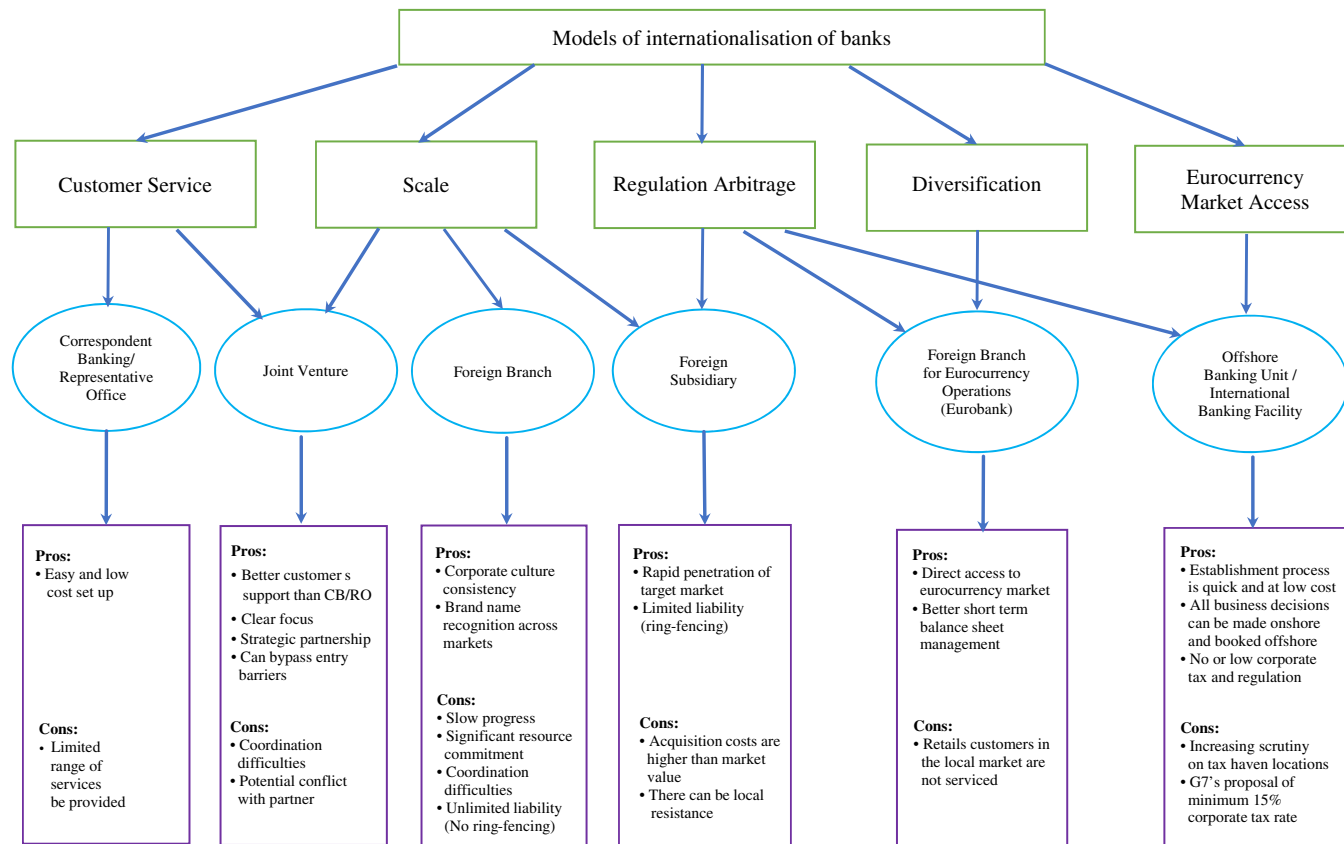 Models of internationalisation of banks
Customer Service
Scale
Regulation Arbitrage
Diversification
Eurocurrency
Market Access
Correspondent
Banking/
Representative
Office
Joint Venture
Foreign Branch
Foreign
Subsidiary
Foreign Branch
for Eurocurrency
Operations
(Eurobank)
Offshore
Banking Unit /
International
Banking Facility
Pros:
• Easy and low
cost set up
Cons:
• Limited
range of
services
be provided
Pros:
• Better customer s
support than CB/RO
• Clear focus
• Strategic partnership
• Can bypass entry
barriers
Cons:
• Coordination
difficulties
• Potential conflict
with partner
Pros:
• Corporate culture
consistency
• Brand name
recognition across
markets
Cons:
• Slow progress
• Significant resource
commitment
• Coordination
difficulties
• Unlimited liability
(No ring-fencing)
Pros:
• Rapid penetration of
target market
• Limited liability
(ring-fencing)
Cons:
• Acquisition costs are
higher than market
value
• There can be local
resistance
Pros:
• Direct access to
eurocurrency market
• Better short term
balance sheet
management
Cons:
• Retails customers in
the local market are
not serviced
Pros:
• Establishment process
is quick and at low cost
• All business decisions
can be made onshore
and booked offshore
• No or low corporate
tax and regulation
Cons:
• Increasing scrutiny
on tax haven locations
• G7’s proposal of
minimum 15%
corporate tax rate